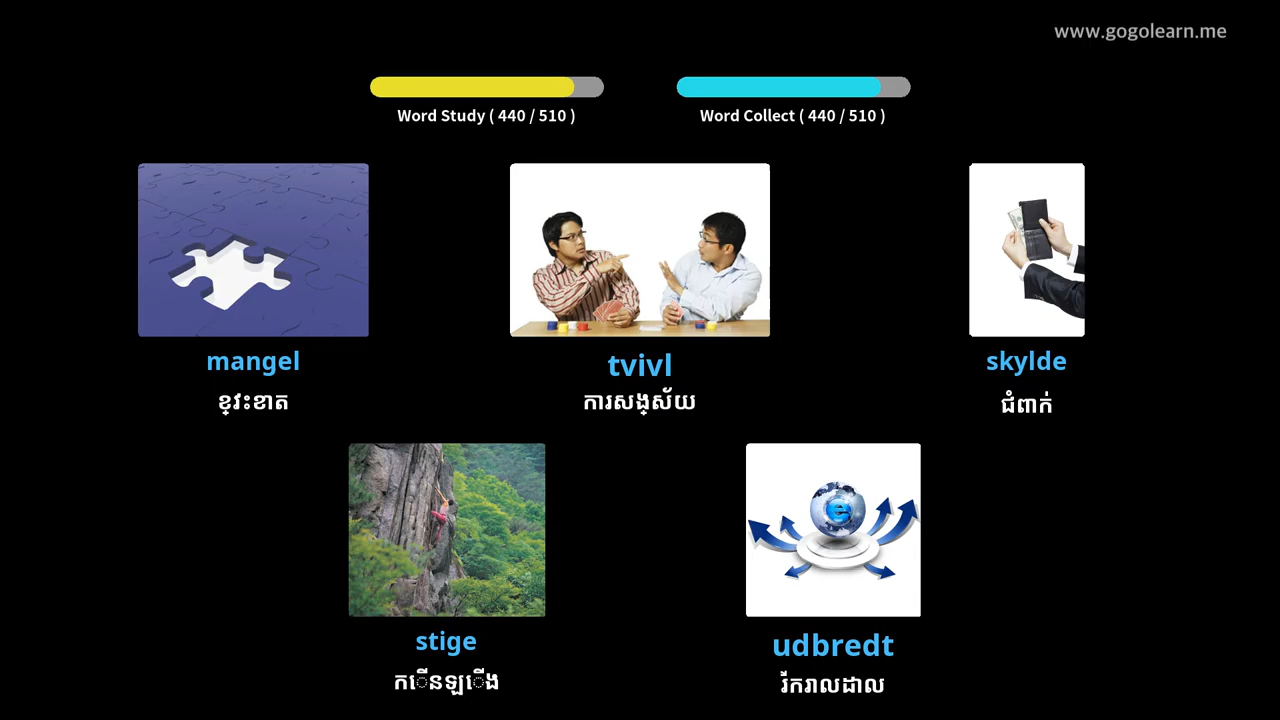 www.gogolearn.me
Word Study ( 440 / 510 )
Word Collect ( 440 / 510 )
mangel
ខ្វះខាត
tvivl
ការសង្ស័យ
skylde
ជំពាក់
stige
កើនឡើង
udbredt
រីករាលដាល